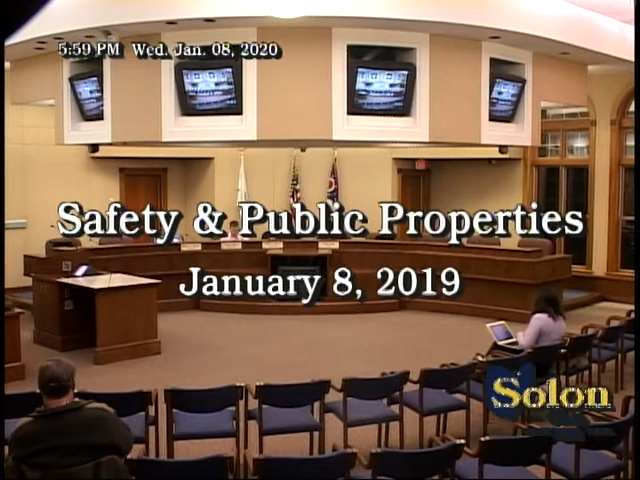 5:59 PM Wed. Jan. 08, 2020
Safety & Public Properties
January 8, 2019
Solon